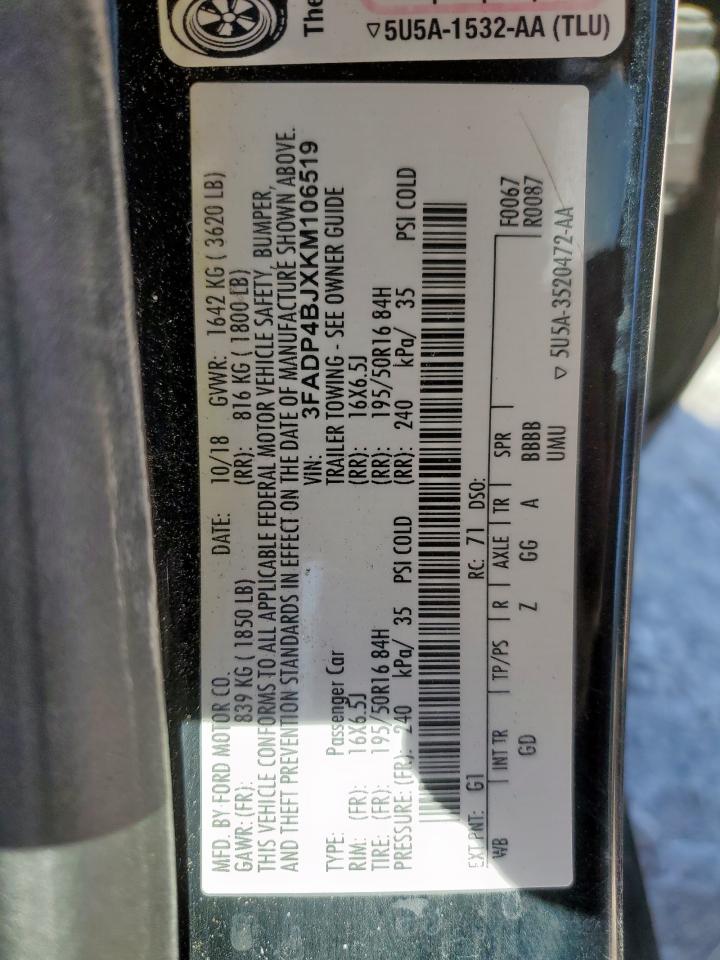 The
▽5U5A-1532-AA (TLU)
MFD. BY FORD MOTOR CO. DATE: 10/18 GVWR: 1642 KG ( 3620 LB)
GAWR: (FR): 839 KG ( 1850 LB) (RR): 816 KG ( 1800 LB)
THIS VEHICLE CONFORMS TO ALL APPLICABLE FEDERAL MOTOR VEHICLE SAFETY, BUMPER,
AND THEFT PREVENTION STANDARDS IN EFFECT ON THE DATE OF MANUFACTURE SHOWN ABOVE.
VIN: 3FADP4BJXKM106519
TYPE: Passenger Car TRAILER TOWING - SEE OWNER GUIDE
RIM: (FR): 16X6.5J (RR): 16X6.5J
TIRE: (FR): 195/50R16 84H (RR): 195/50R16 84H
PRESSURE: (FR): 240 kPa/ 35 PSI COLD (RR): 240 kPa/ 35 PSI COLD
EXT PNT: G1 RC: 71 DSO: F0067
WB INT TR TP/PS R AXLE TR SPR R0087
GD Z GG A BBBB
UMU ▽ 5U5A-3520472-AA